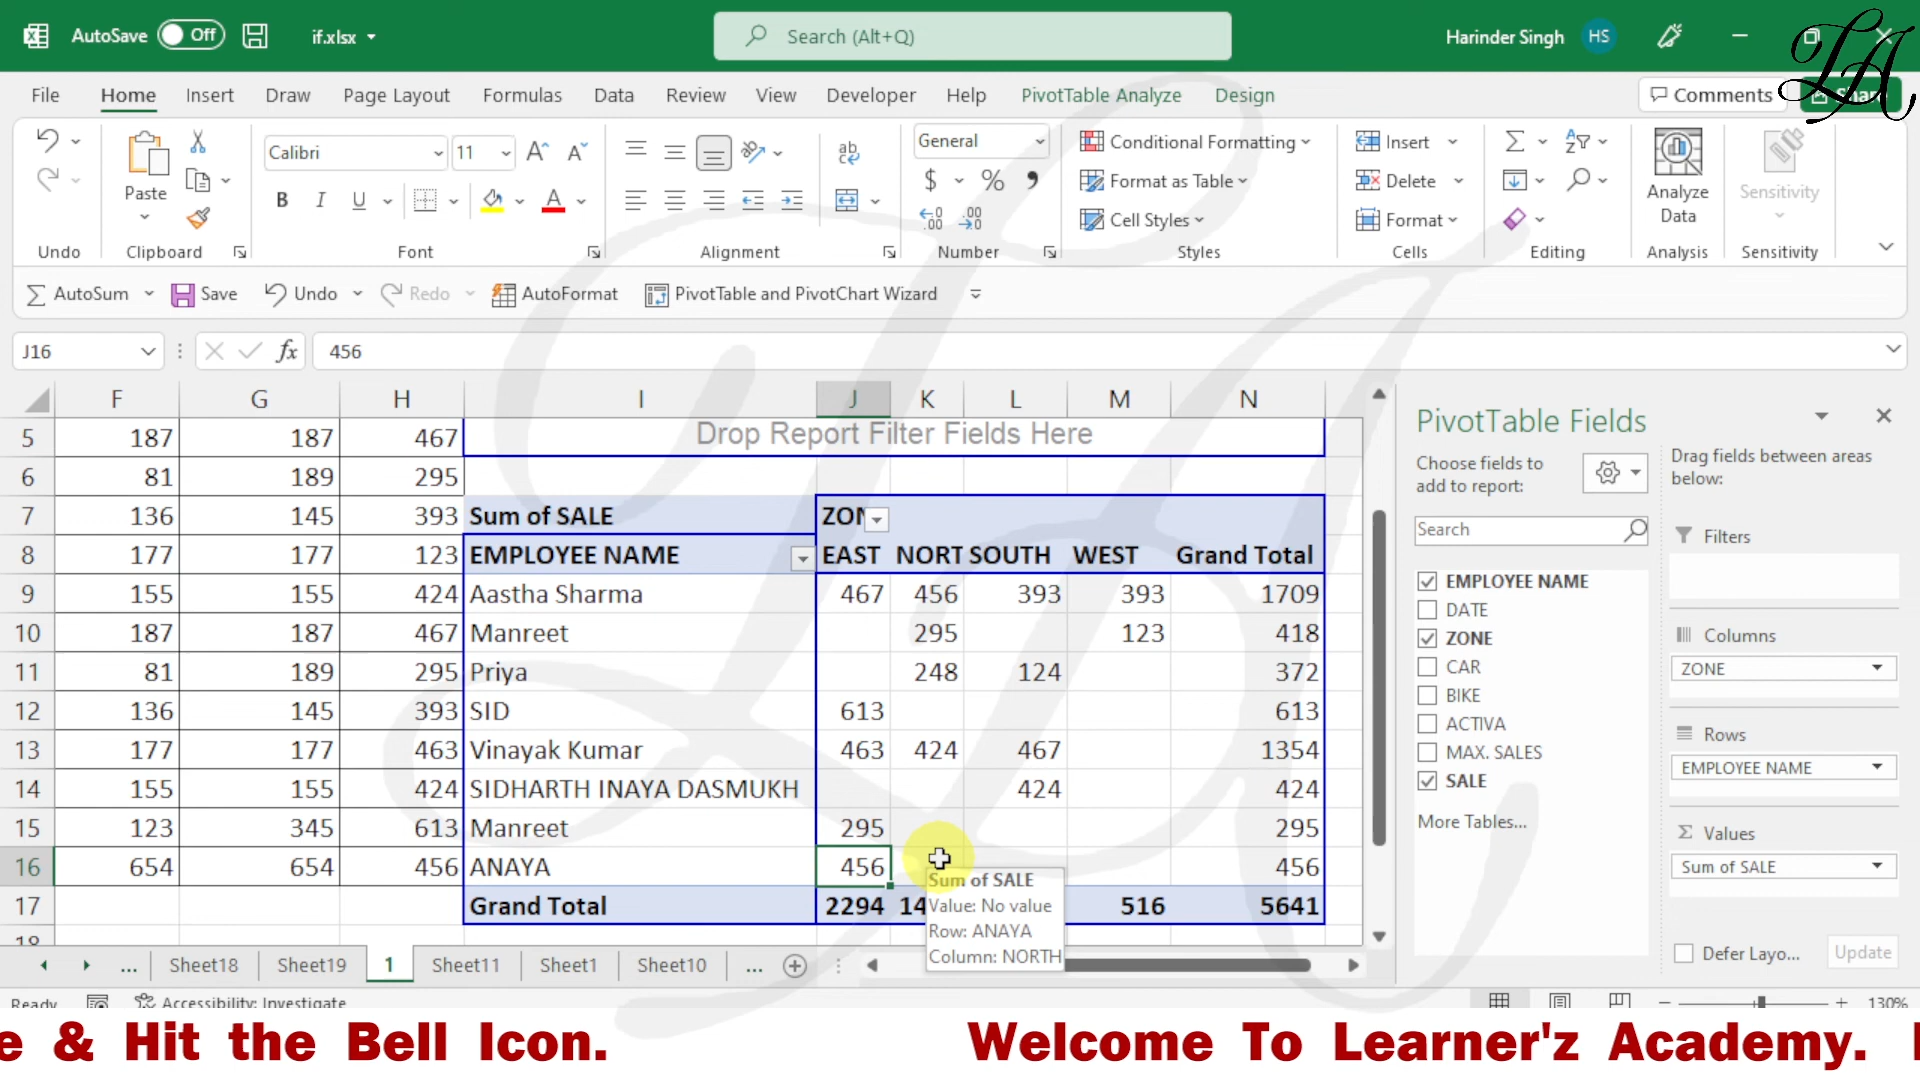 AutoSave Off if.xlsx Search (Alt+Q) Harinder Singh HS
LA
File Home Insert Draw Page Layout Formulas Data Review View Developer Help PivotTable Analyze Design Comments
Calibri 11 General Conditional Formatting Insert
Paste Format as Table Delete Analyze Data Sensitivity
B I U Cell Styles Format
Undo Clipboard Font Alignment Number Styles Cells Editing Analysis Sensitivity
AutoSum Save Undo Redo AutoFormat PivotTable and PivotChart Wizard
J16 fx 456
F G H I J K L M N
5 187 187 467 Drop Report Filter Fields Here
6 81 189 295
7 136 145 393 Sum of SALE ZON
8 177 177 123 EMPLOYEE NAME EAST NORT SOUTH WEST Grand Total
9 155 155 424 Aastha Sharma 467 456 393 393 1709
10 187 187 467 Manreet 295 123 418
11 81 189 295 Priya 248 124 372
12 136 145 393 SID 613 613
13 177 177 463 Vinayak Kumar 463 424 467 1354
14 155 155 424 SIDHARTH INAYA DASMUKH 424 424
15 123 345 613 Manreet 295 295
16 654 654 456 ANAYA 456 456
17 Grand Total 2294 14 516 5641
18
Sum of SALE
Value: No value
Row: ANAYA
Column: NORTH
PivotTable Fields
Choose fields to
add to report:
Search
EMPLOYEE NAME
DATE
ZONE
CAR
BIKE
ACTIVA
MAX. SALES
SALE
More Tables...
Drag fields between areas
below:
Filters
Columns
ZONE
Rows
EMPLOYEE NAME
Values
Sum of SALE
Defer Layo... Update
... Sheet18 Sheet19 1 Sheet11 Sheet1 Sheet10 ...
Ready Accessibility: Investigate 130%
e & Hit the Bell Icon. Welcome To Learner'z Academy.